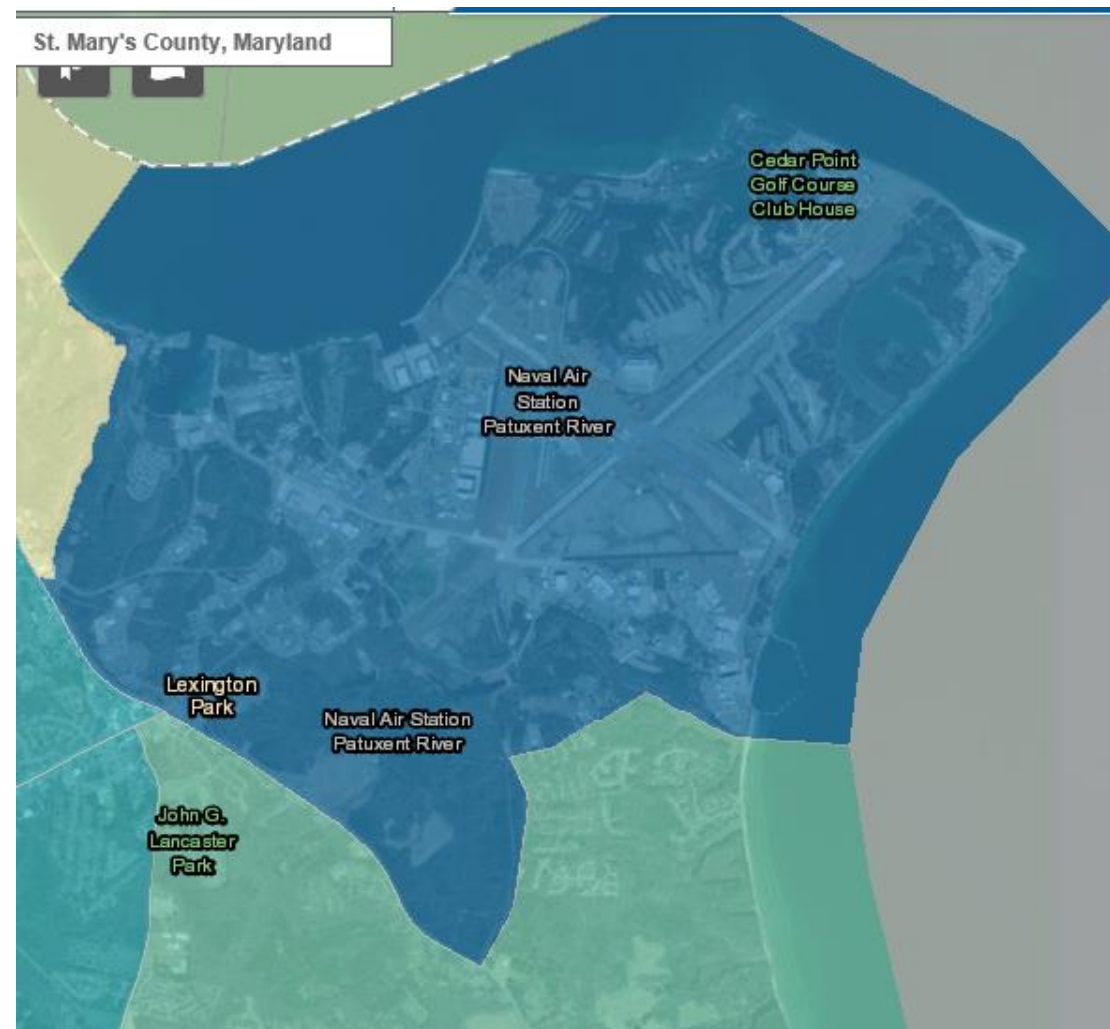 St. Mary's County, Maryland
Cedar Point
Golf Course
Club House
Naval Air
Station
Patuxent River
Lexington
Park
Naval Air Station
Patuxent River
John G.
Lancaster
Park